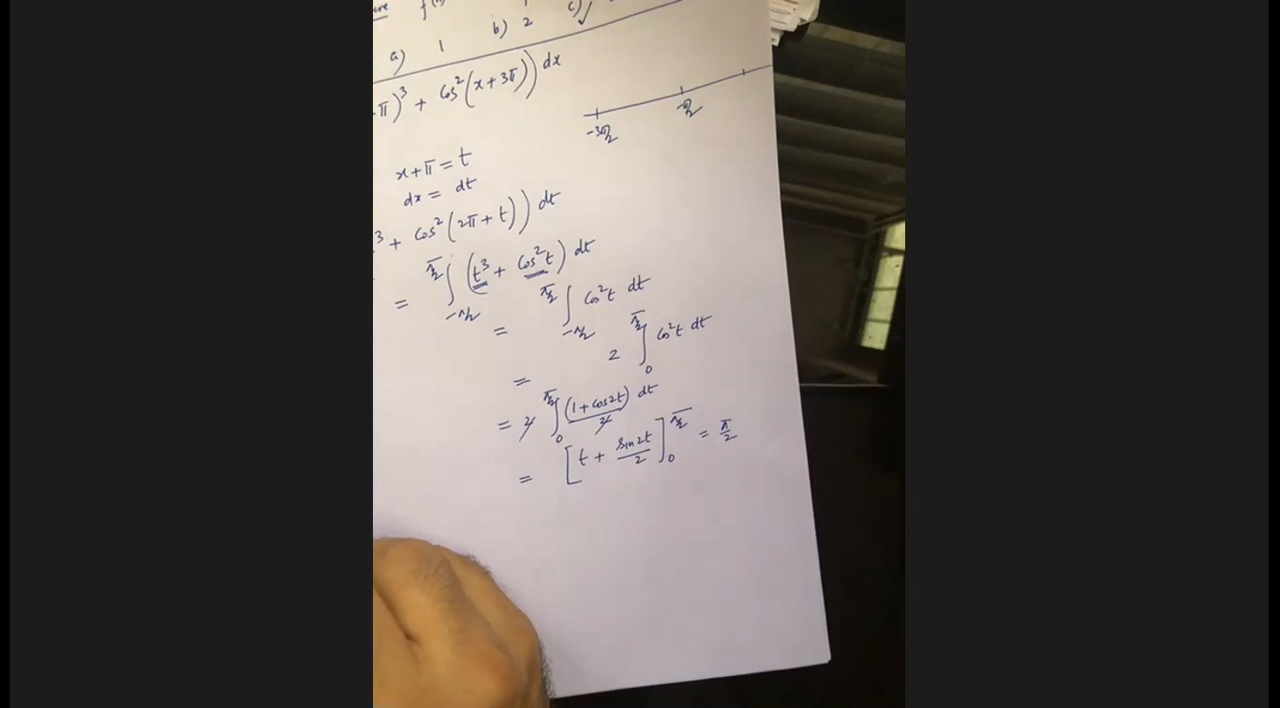 a) 1 b) 2 c) ✓
π)³ + cos²(x+3π)) dx
-3π/2 -π/2
x+π = t
dx = dt
³ + cos²(2π+t)) dt
= ∫_{-π/2}^{π/2} (t³ + cos²t) dt
= ∫_{-π/2}^{π/2} cos²t dt
= 2 ∫_0^{π/2} cos²t dt
= 2 ∫_0^{π/2} (1+cos2t)/2 dt
= [t + sin2t/2]_0^{π/2} = π/2